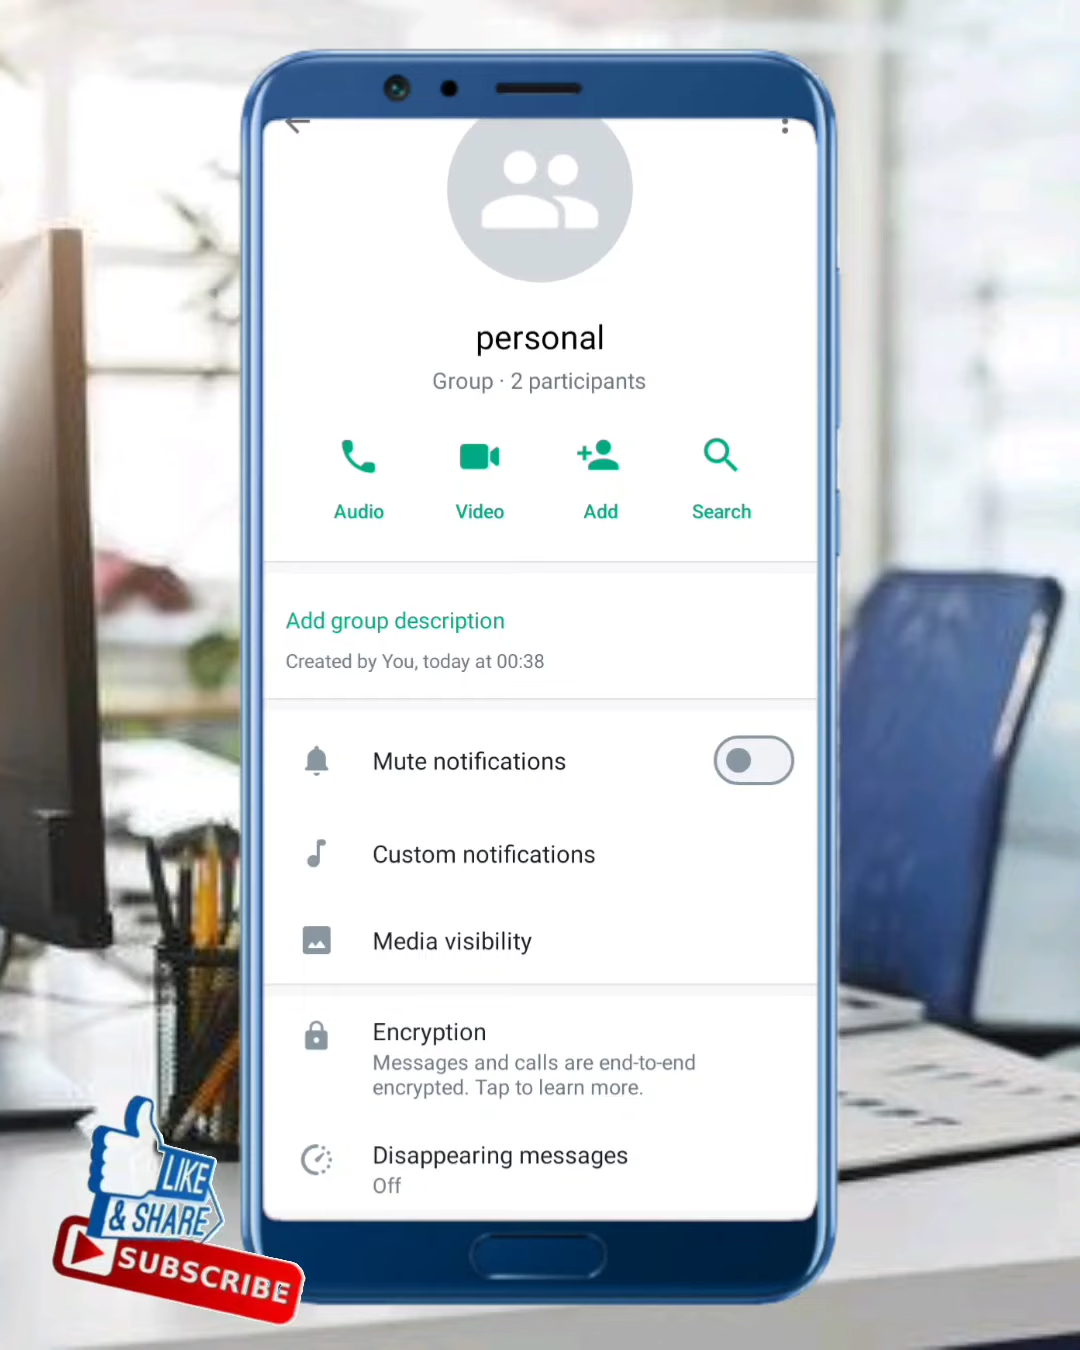 personal
Group · 2 participants
Audio
Video
Add
Search
Add group description
Created by You, today at 00:38
Mute notifications
Custom notifications
Media visibility
Encryption
Messages and calls are end-to-end
encrypted. Tap to learn more.
Disappearing messages
Off
LIKE
& SHARE
SUBSCRIBE